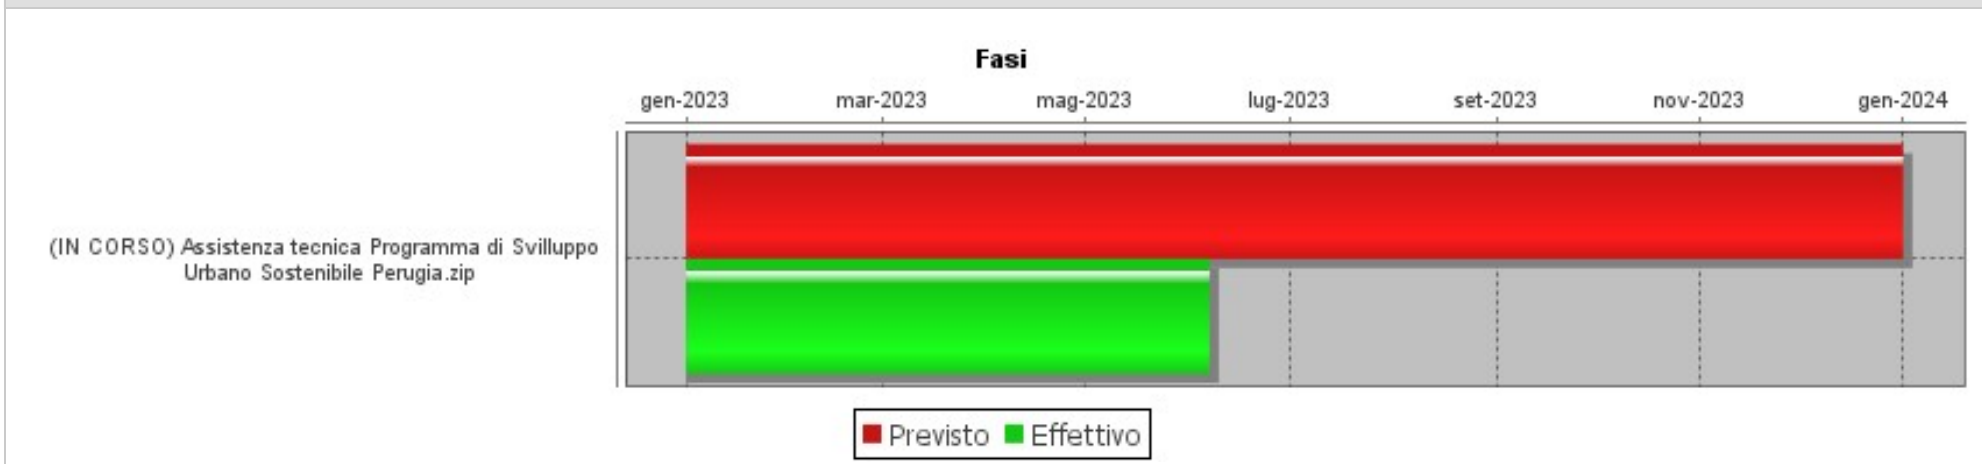 Fasi
gen-2023 mar-2023 mag-2023 lug-2023 set-2023 nov-2023 gen-2024
(IN CORSO) Assistenza tecnica Programma di Svilluppo
Urbano Sostenibile Perugia.zip
Previsto Effettivo